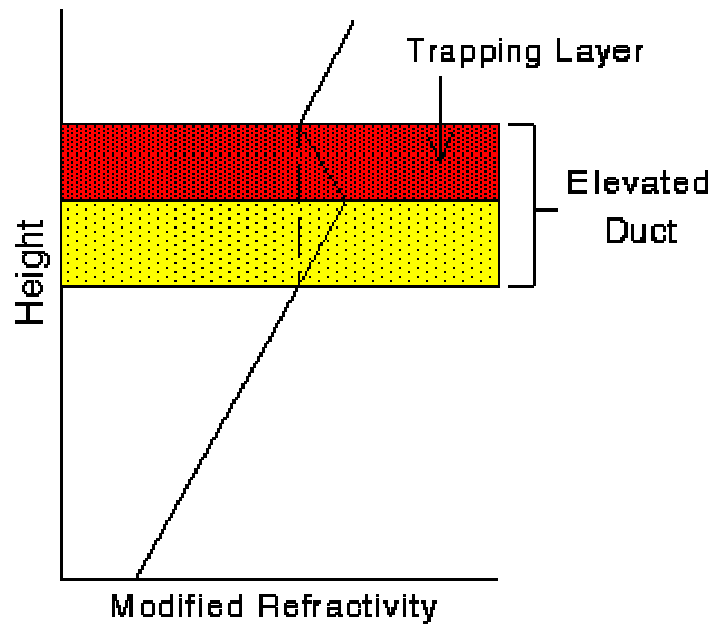 Trapping Layer
Elevated
Duct
Height
Modified Refractivity